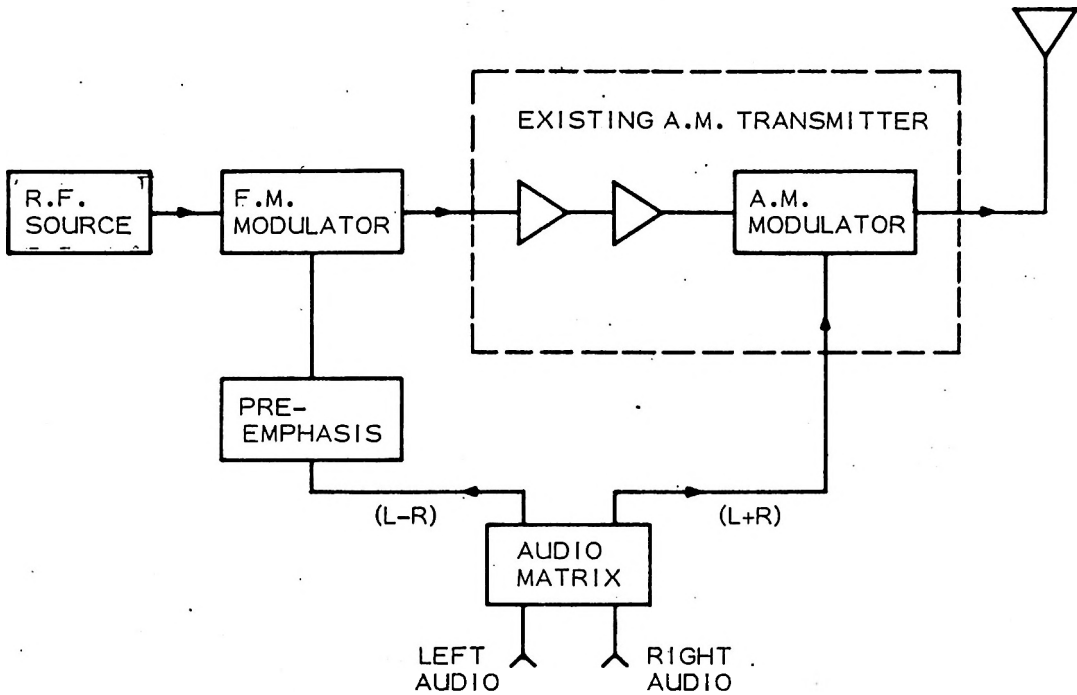 EXISTING A.M. TRANSMITTER
R.F.
SOURCE
F.M.
MODULATOR
A.M.
MODULATOR
PRE-
EMPHASIS
(L-R)
(L+R)
AUDIO
MATRIX
LEFT
AUDIO
RIGHT
AUDIO